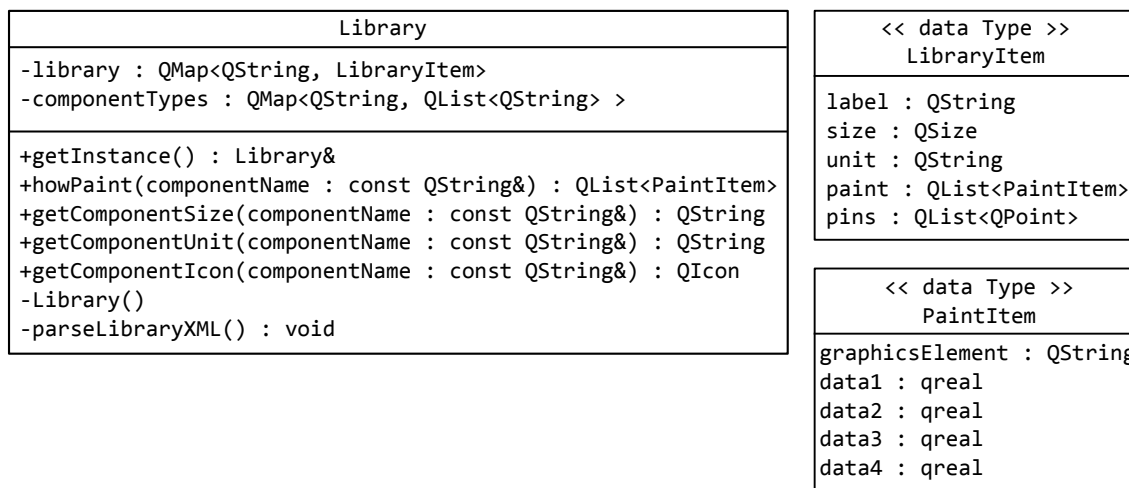 Library
-library : QMap<QString, LibraryItem>
-componentTypes : QMap<QString, QList<QString> >
+getInstance() : Library&
+howPaint(componentName : const QString&) : QList<PaintItem>
+getComponentSize(componentName : const QString&) : QString
+getComponentUnit(componentName : const QString&) : QString
+getComponentIcon(componentName : const QString&) : QIcon
-Library()
-parseLibraryXML() : void
<< data Type >>
LibraryItem
label : QString
size : QSize
unit : QString
paint : QList<PaintItem>
pins : QList<QPoint>
<< data Type >>
PaintItem
graphicsElement : QString
data1 : qreal
data2 : qreal
data3 : qreal
data4 : qreal